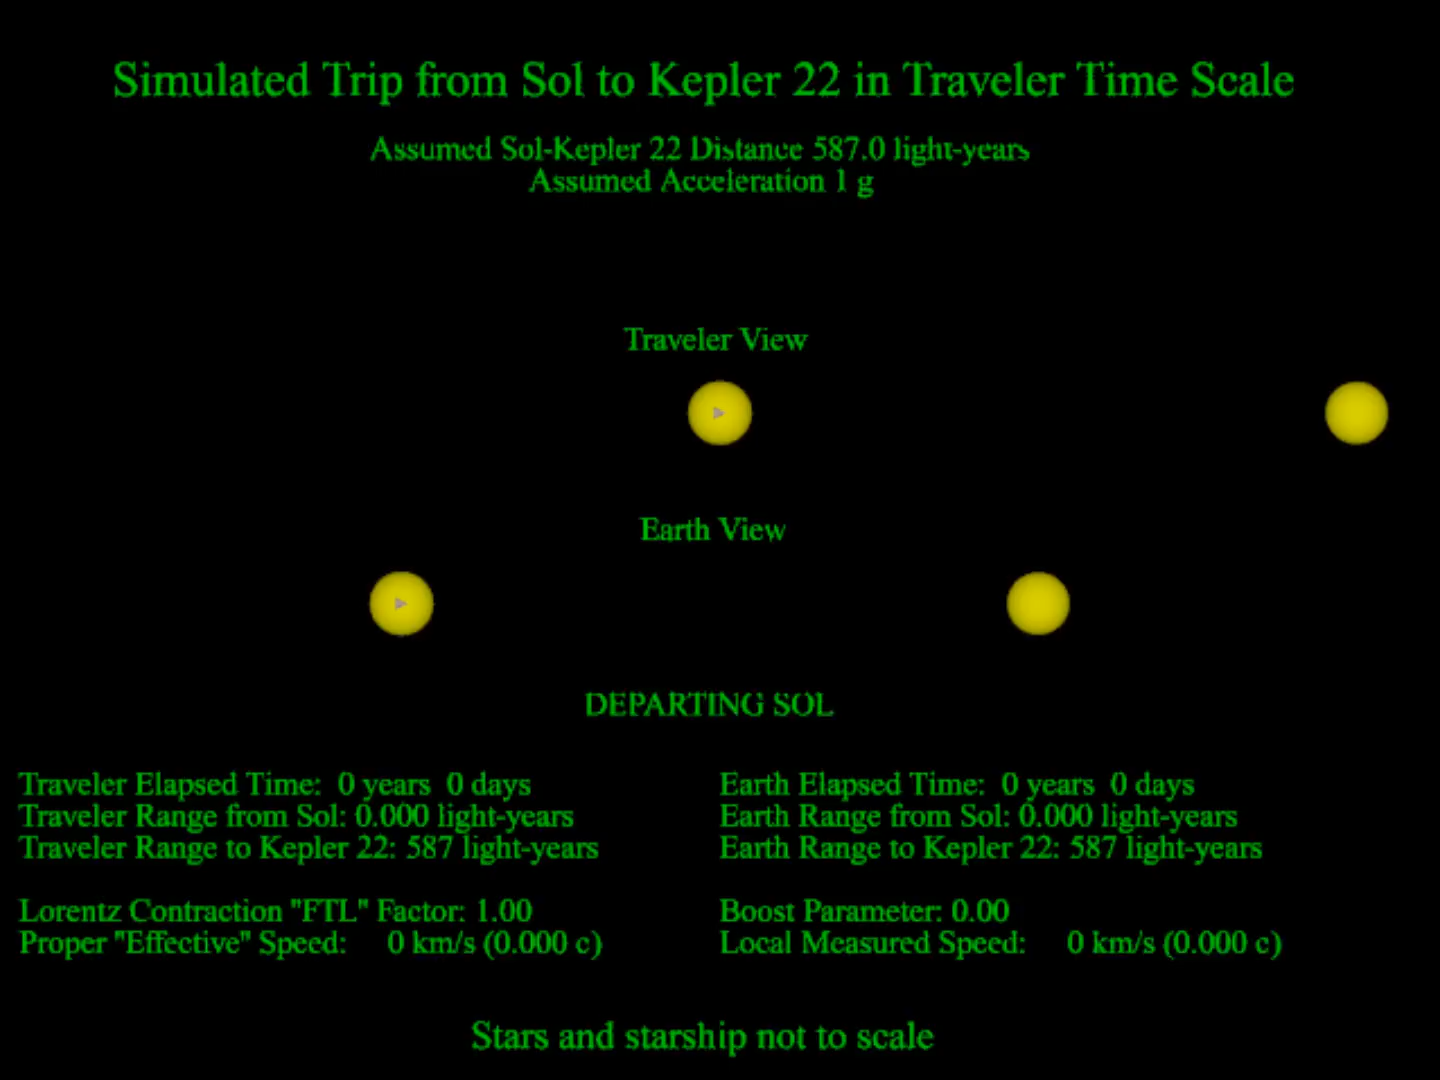 Simulated Trip from Sol to Kepler 22 in Traveler Time Scale
Assumed Sol-Kepler 22 Distance 587.0 light-years
Assumed Acceleration 1 g
Traveler View
Earth View
DEPARTING SOL
Traveler Elapsed Time: 0 years 0 days
Traveler Range from Sol: 0.000 light-years
Traveler Range to Kepler 22: 587 light-years
Earth Elapsed Time: 0 years 0 days
Earth Range from Sol: 0.000 light-years
Earth Range to Kepler 22: 587 light-years
Lorentz Contraction "FTL" Factor: 1.00
Proper "Effective" Speed: 0 km/s (0.000 c)
Boost Parameter: 0.00
Local Measured Speed: 0 km/s (0.000 c)
Stars and starship not to scale